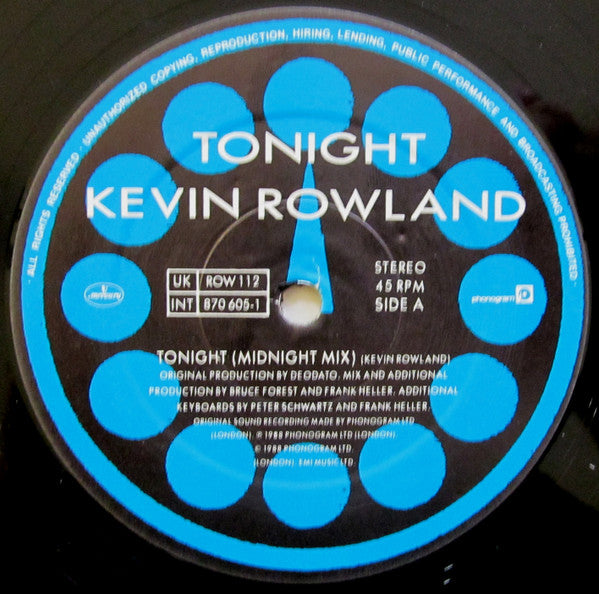 · UNAUTHORIZED COPYING, REPRODUCTION, HIRING, LENDING, PUBLIC PERFORMANCE AND BROADCASTING PROHIBITED · ALL RIGHTS RESERVED
TONIGHT
KEVIN ROWLAND
UK ROW 112
INT 870 605-1
STEREO
45 RPM
SIDE A
phonogram
TONIGHT (MIDNIGHT MIX) (KEVIN ROWLAND)
ORIGINAL PRODUCTION BY DEODATO. MIX AND ADDITIONAL
PRODUCTION BY BRUCE FOREST AND FRANK HELLER. ADDITIONAL
KEYBOARDS BY PETER SCHWARTZ AND FRANK HELLER.
ORIGINAL SOUND RECORDING MADE BY PHONOGRAM LTD
(LONDON). ℗ 1988 PHONOGRAM LTD (LONDON).
© 1988 PHONOGRAM LTD.
(LONDON). EMI MUSIC LTD